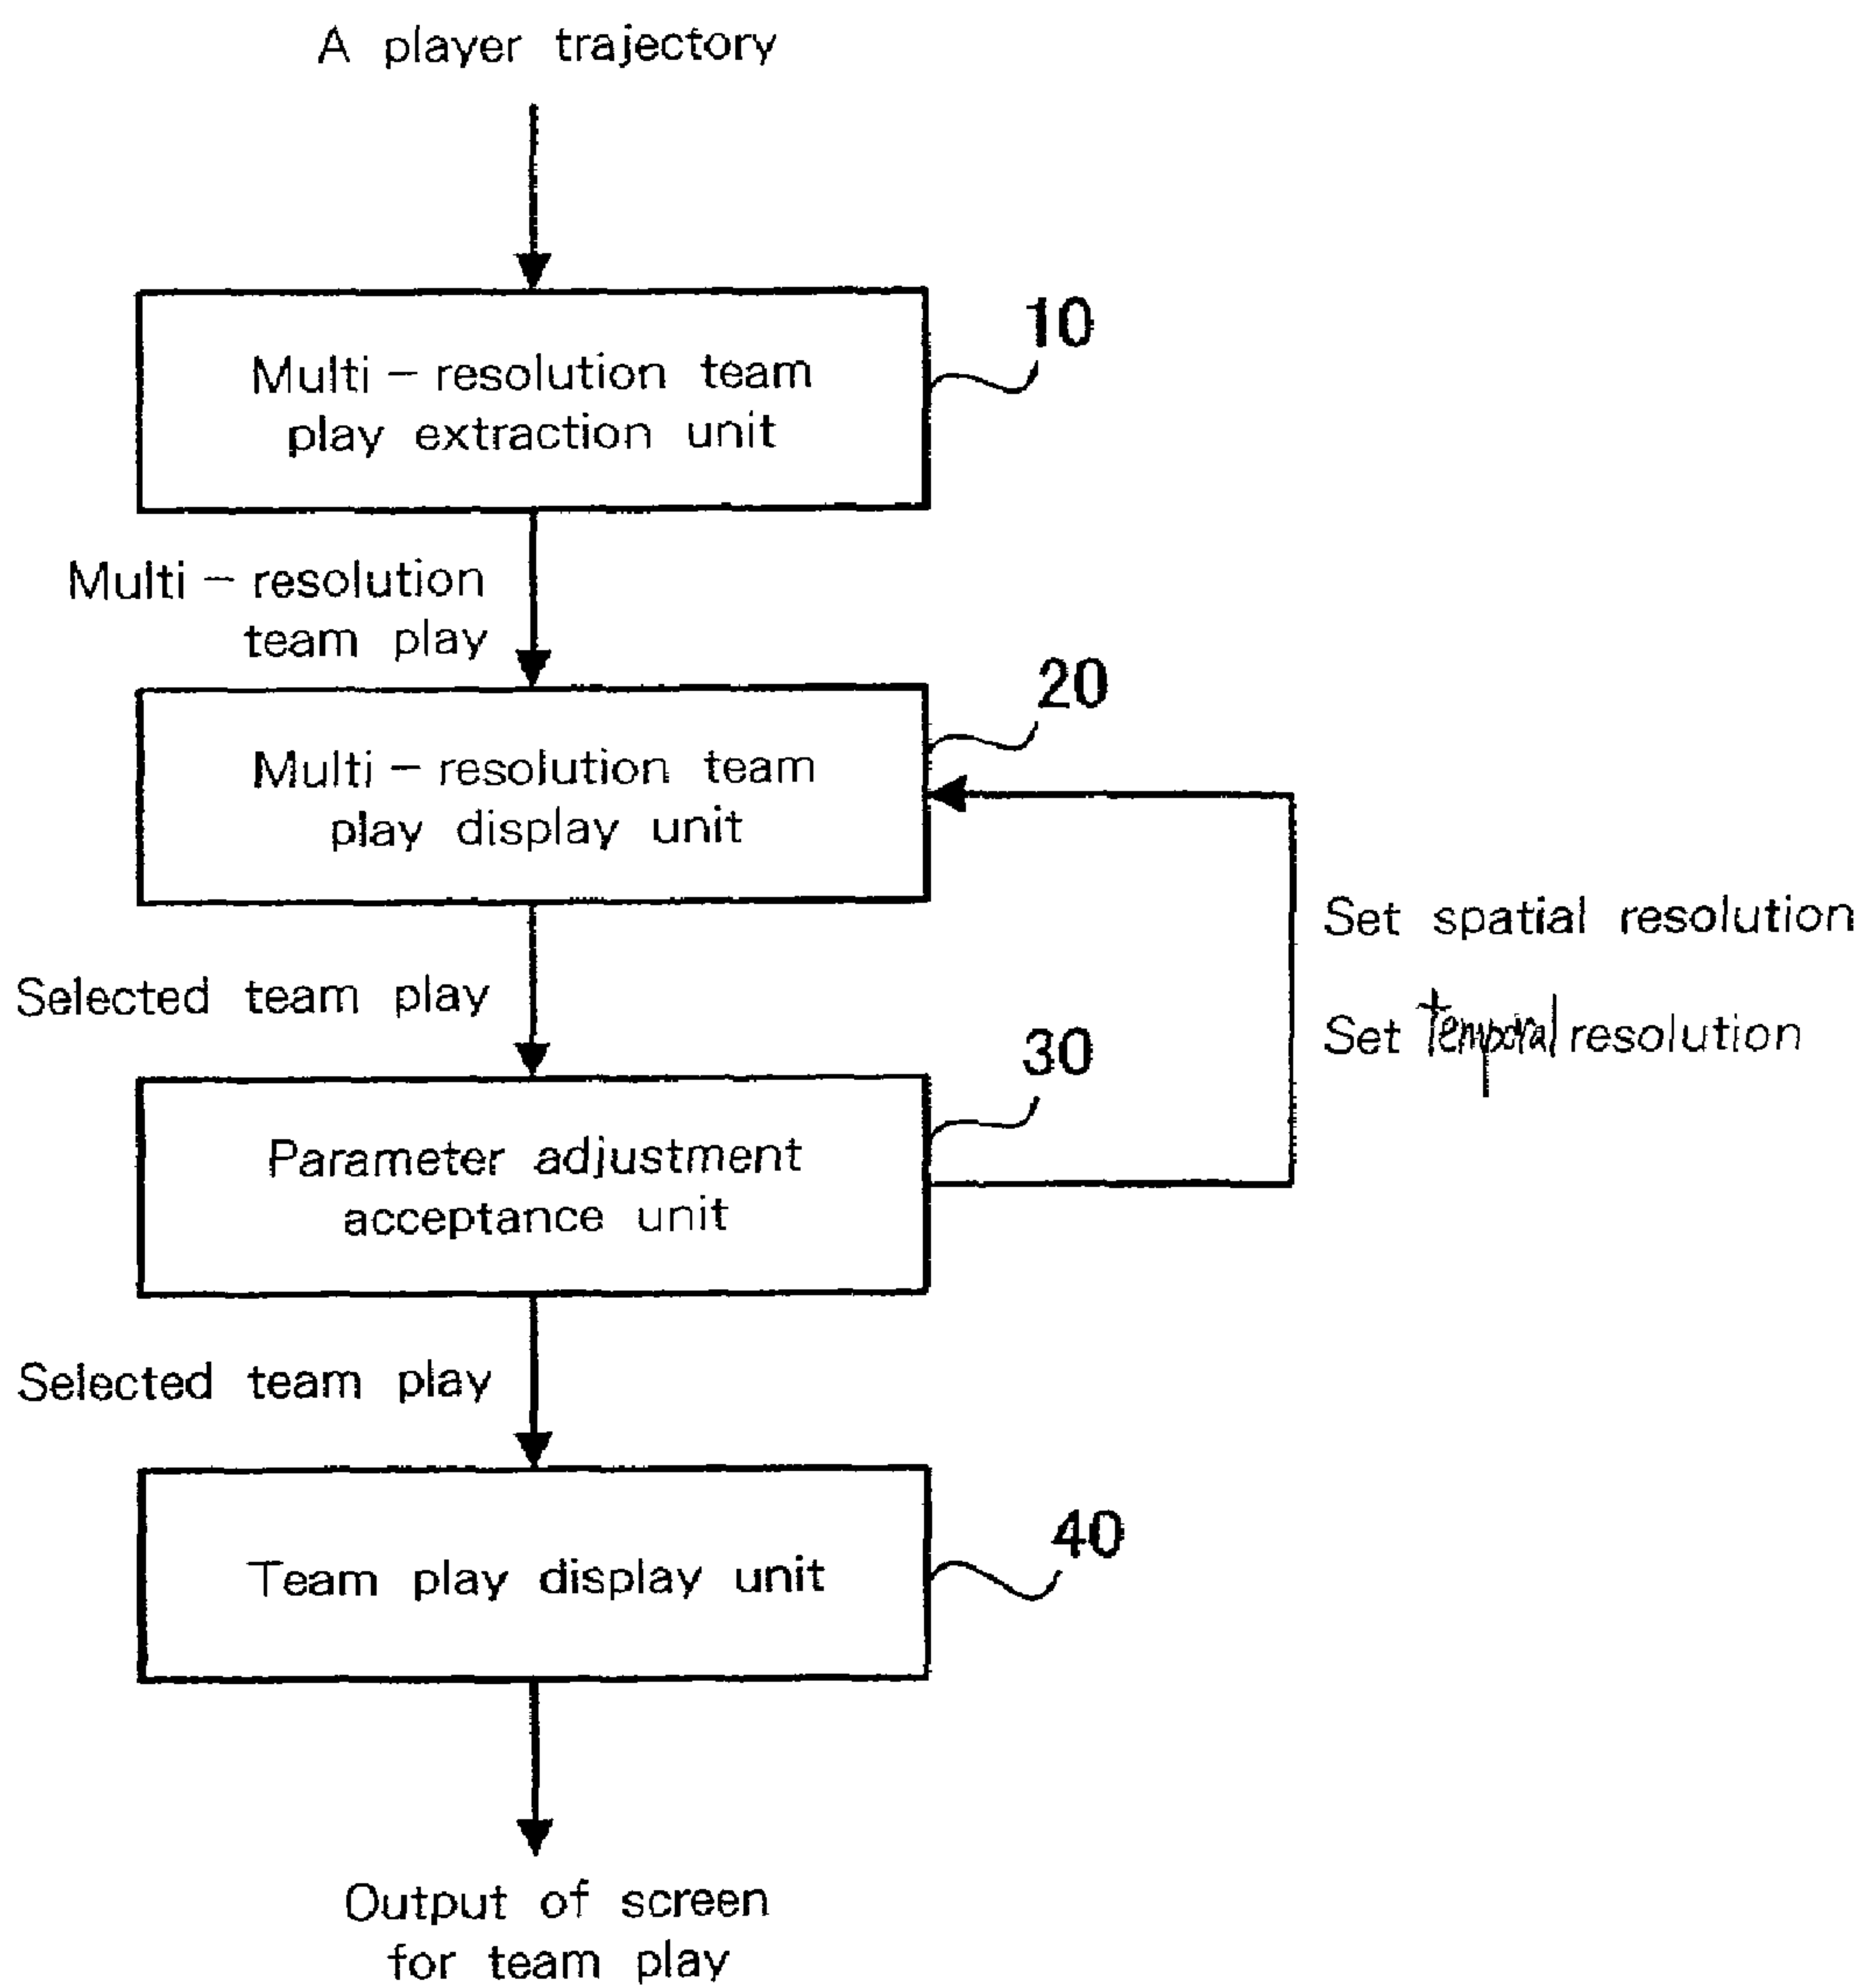 A player trajectory
10
Multi-resolution team
play extraction unit
Multi-resolution
team play
20
Multi-resolution team
play display unit
Set spatial resolution
Selected team play
Set temporal resolution
30
Parameter adjustment
acceptance unit
Selected team play
40
Team play display unit
Output of screen
for team play